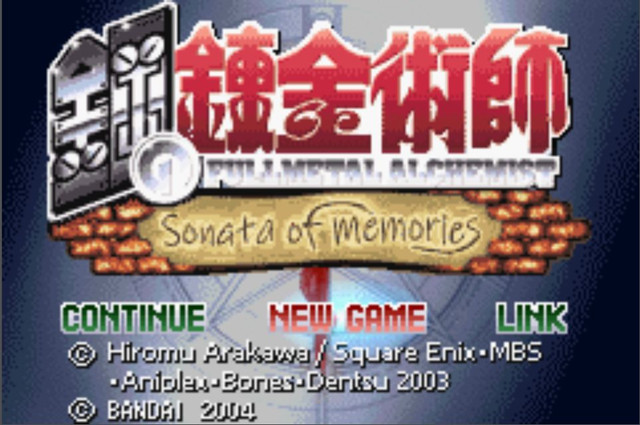 鋼の錬金術師
FULLMETAL ALCHEMIST
Sonata of memories
CONTINUE NEW GAME LINK
© Hiromu Arakawa / Square Enix・MBS
・Aniplex・Bones・Dentsu 2003
© BANDAI 2004